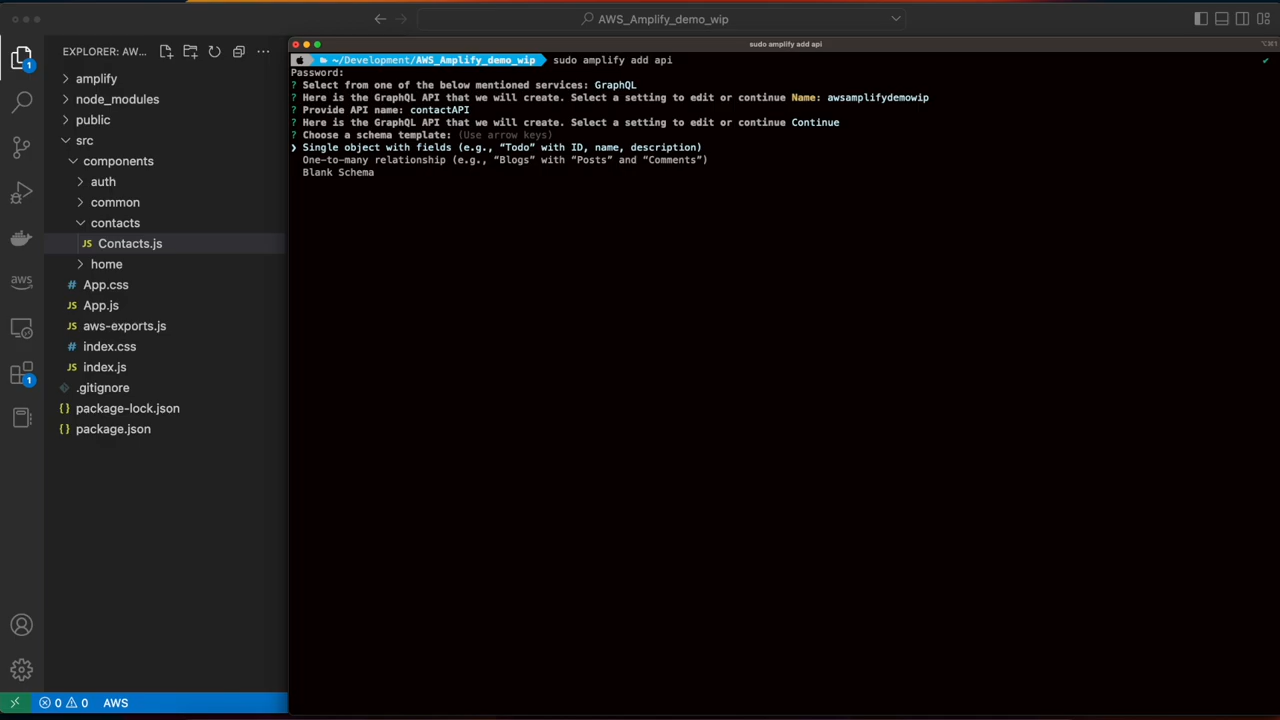 AWS_Amplify_demo_wip
EXPLORER: AW...
amplify
node_modules
public
src
components
auth
common
contacts
JS Contacts.js
home
# App.css
JS App.js
JS aws-exports.js
# index.css
JS index.js
.gitignore
{} package-lock.json
{} package.json
1
aws
1
0 0 AWS
sudo amplify add api
⌥⌘1
~/Development/AWS_Amplify_demo_wip sudo amplify add api
Password:
? Select from one of the below mentioned services: GraphQL
? Here is the GraphQL API that we will create. Select a setting to edit or continue Name: awsamplifydemowip
? Provide API name: contactAPI
? Here is the GraphQL API that we will create. Select a setting to edit or continue Continue
? Choose a schema template: (Use arrow keys)
❯ Single object with fields (e.g., “Todo” with ID, name, description)
One-to-many relationship (e.g., “Blogs” with “Posts” and “Comments”)
Blank Schema